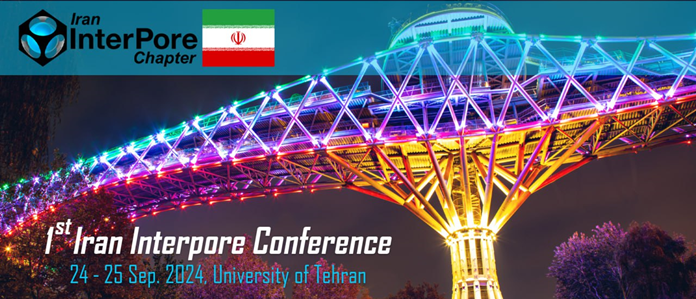 Iran
InterPore
Chapter
1st Iran Interpore Conference
24 - 25 Sep. 2024, University of Tehran